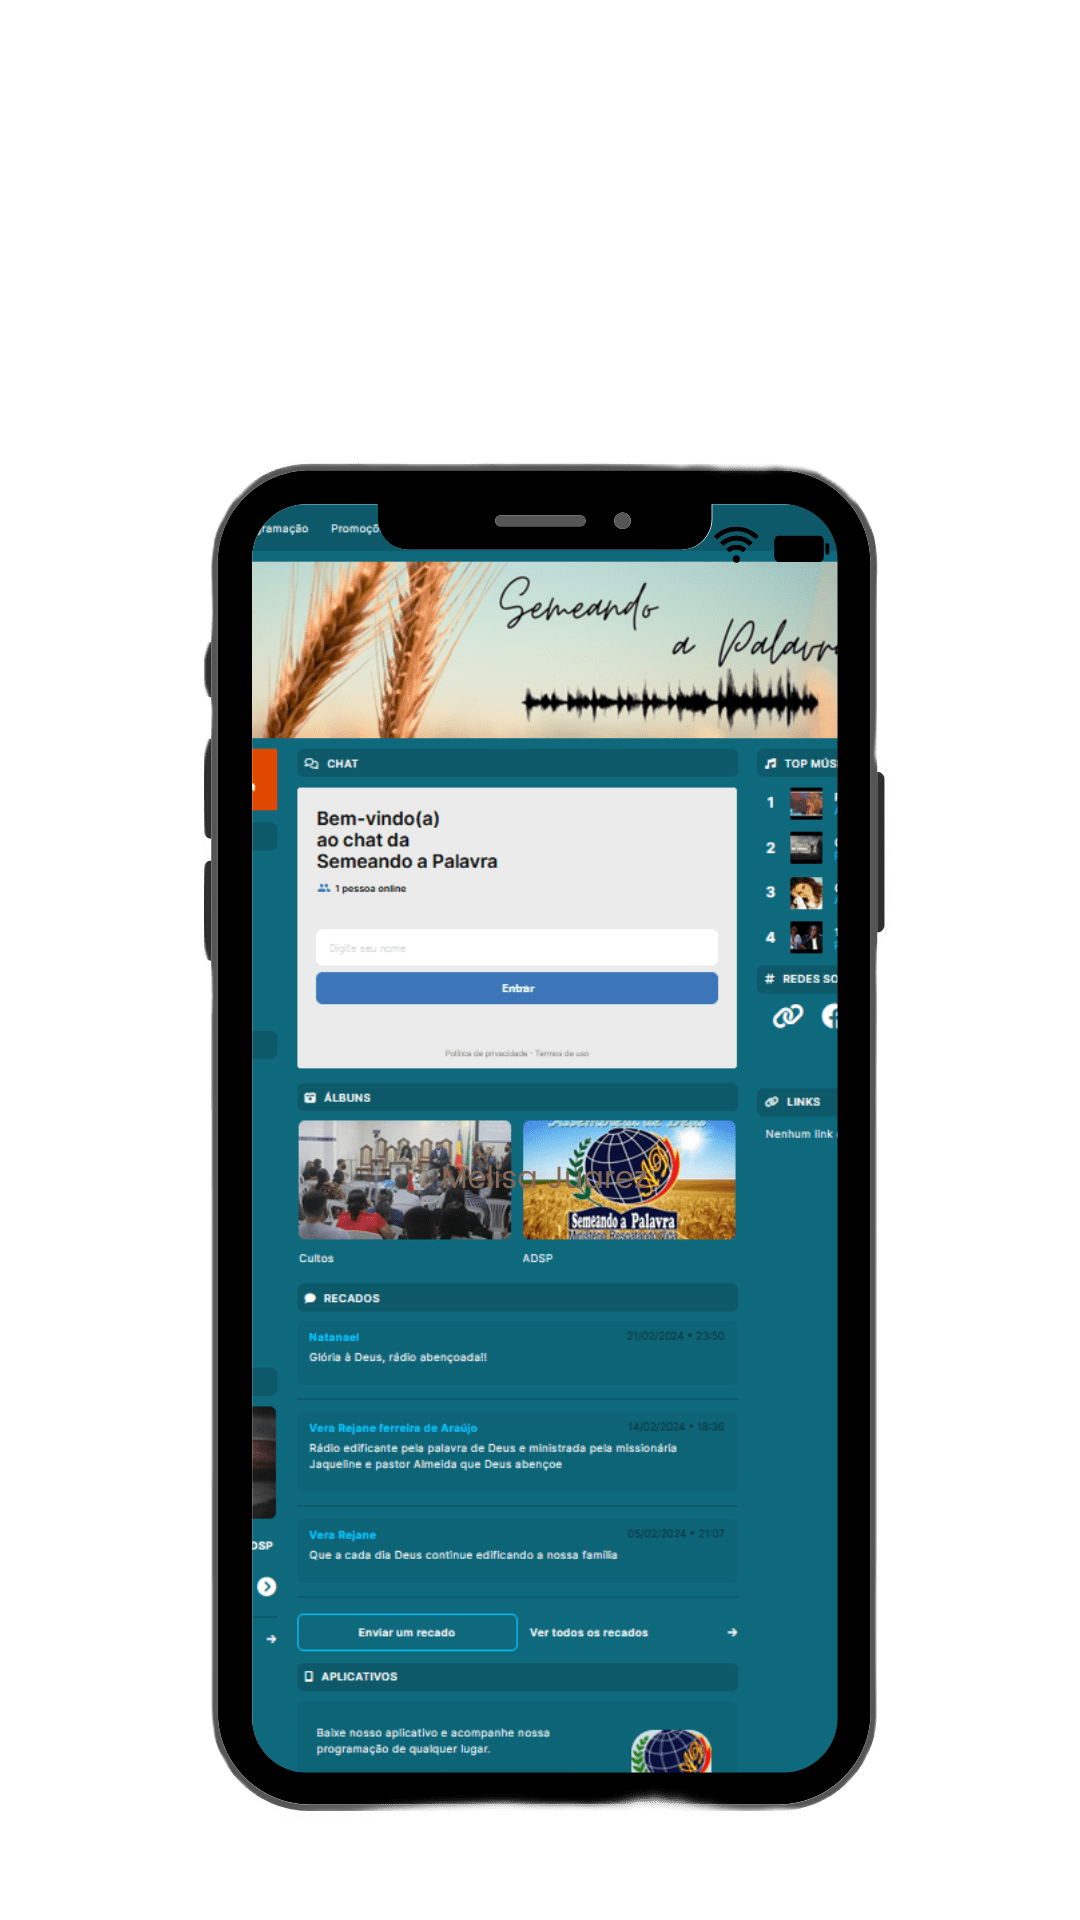 gramação Promoçõ
Semeando
a Palavra
CHAT
Bem-vindo(a)
ao chat da
Semeando a Palavra
1 pessoa online
Digite seu nome
Entrar
Política de privacidade - Termos de uso
ÁLBUNS
Melisa Juarez
Semeando a Palavra
Cultos
ADSP
RECADOS
Natanael 21/02/2024 • 23:50
Glória à Deus, rádio abençoada!!
Vera Rejane ferreira de Araújo 14/02/2024 • 18:36
Rádio edificante pela palavra de Deus e ministrada pela missionária
Jaqueline e pastor Almeida que Deus abençoe
Vera Rejane 05/02/2024 • 21:07
Que a cada dia Deus continue edificando a nossa família
Enviar um recado
Ver todos os recados
APLICATIVOS
Baixe nosso aplicativo e acompanhe nossa
programação de qualquer lugar.
TOP MÚS
1
2
3
4
REDES SO
LINKS
Nenhum link
DSP